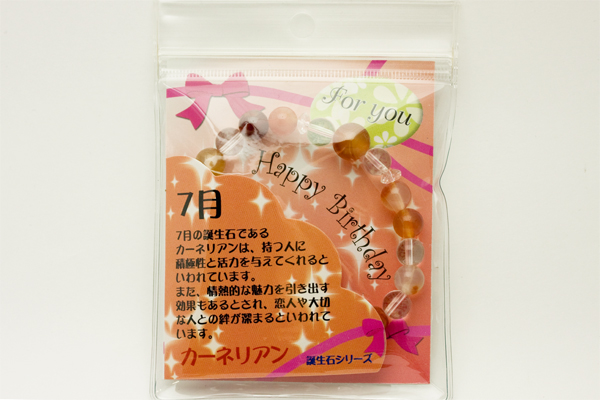 For you
Happy Birthday
7月
7月の誕生石である
カーネリアンは、持つ人に
積極性と活力を与えてくれると
いわれています。
また、情熱的な魅力を引き出す
効果もあるとされ、恋人や大切
な人との絆が深まるといわれて
います。
カーネリアン 誕生石シリーズ